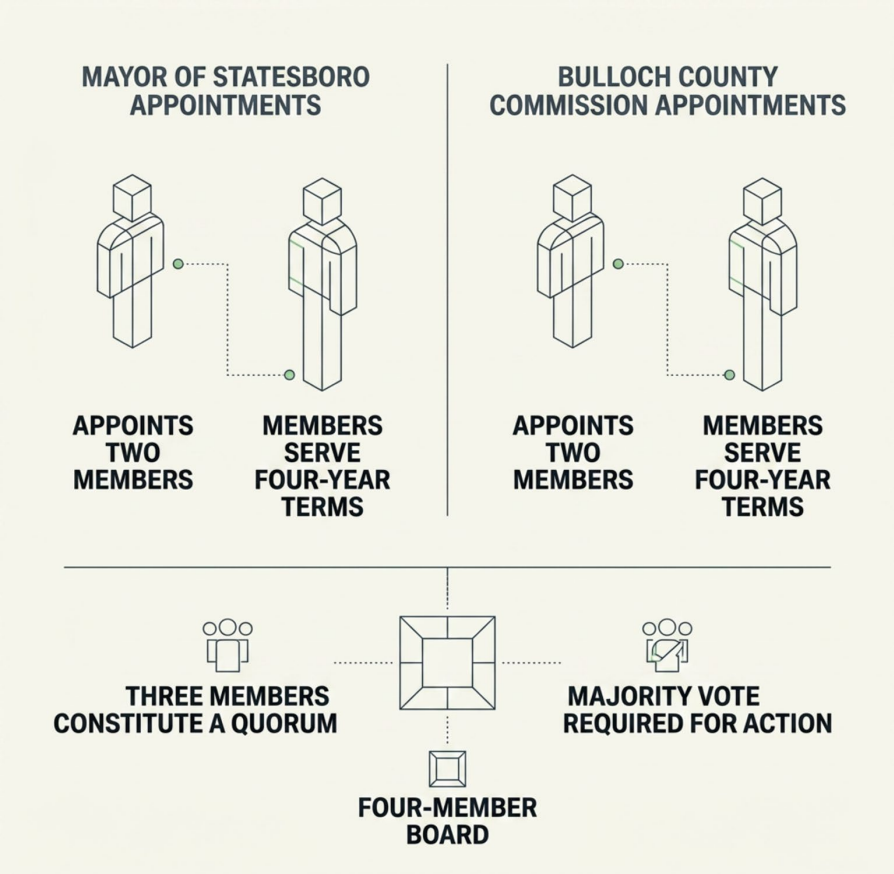 MAYOR OF STATESBORO
APPOINTMENTS
APPOINTS
TWO
MEMBERS
MEMBERS
SERVE
FOUR-YEAR
TERMS
BULLOCH COUNTY
COMMISSION APPOINTMENTS
APPOINTS
TWO
MEMBERS
MEMBERS
SERVE
FOUR-YEAR
TERMS
THREE MEMBERS
CONSTITUTE A QUORUM
MAJORITY VOTE
REQUIRED FOR ACTION
FOUR-MEMBER
BOARD